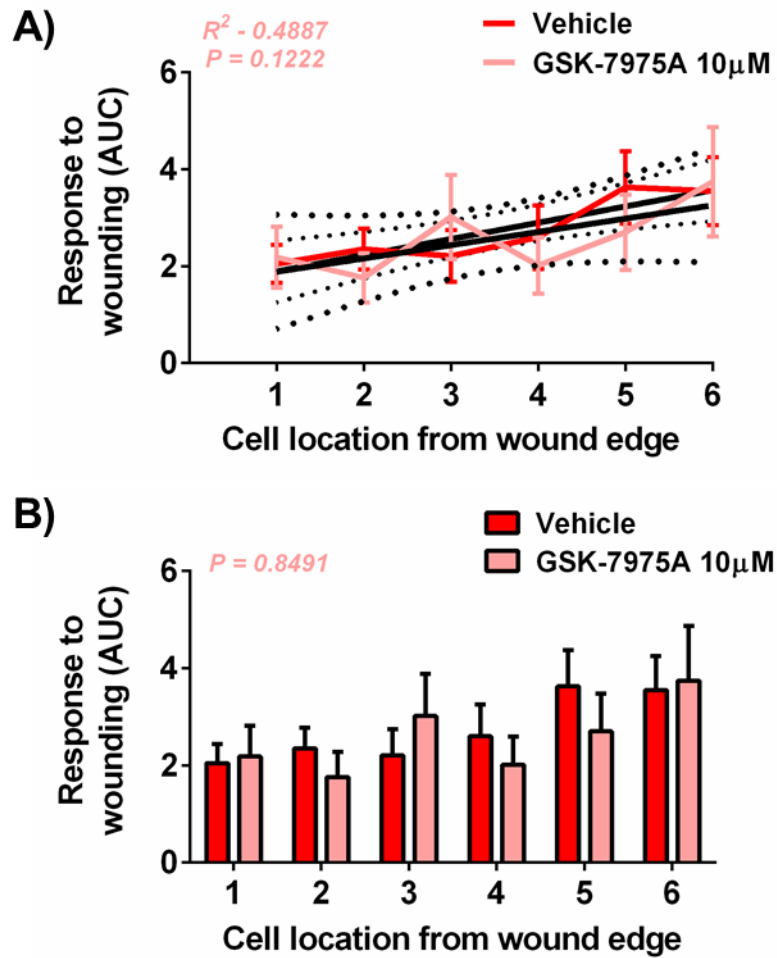 A)
R² - 0.4887
P = 0.1222
Vehicle
GSK-7975A 10μM
Response to
wounding (AUC)
6
4
2
0
1 2 3 4 5 6
Cell location from wound edge
B)
P = 0.8491
Vehicle
GSK-7975A 10μM
Response to
wounding (AUC)
6
4
2
0
1 2 3 4 5 6
Cell location from wound edge